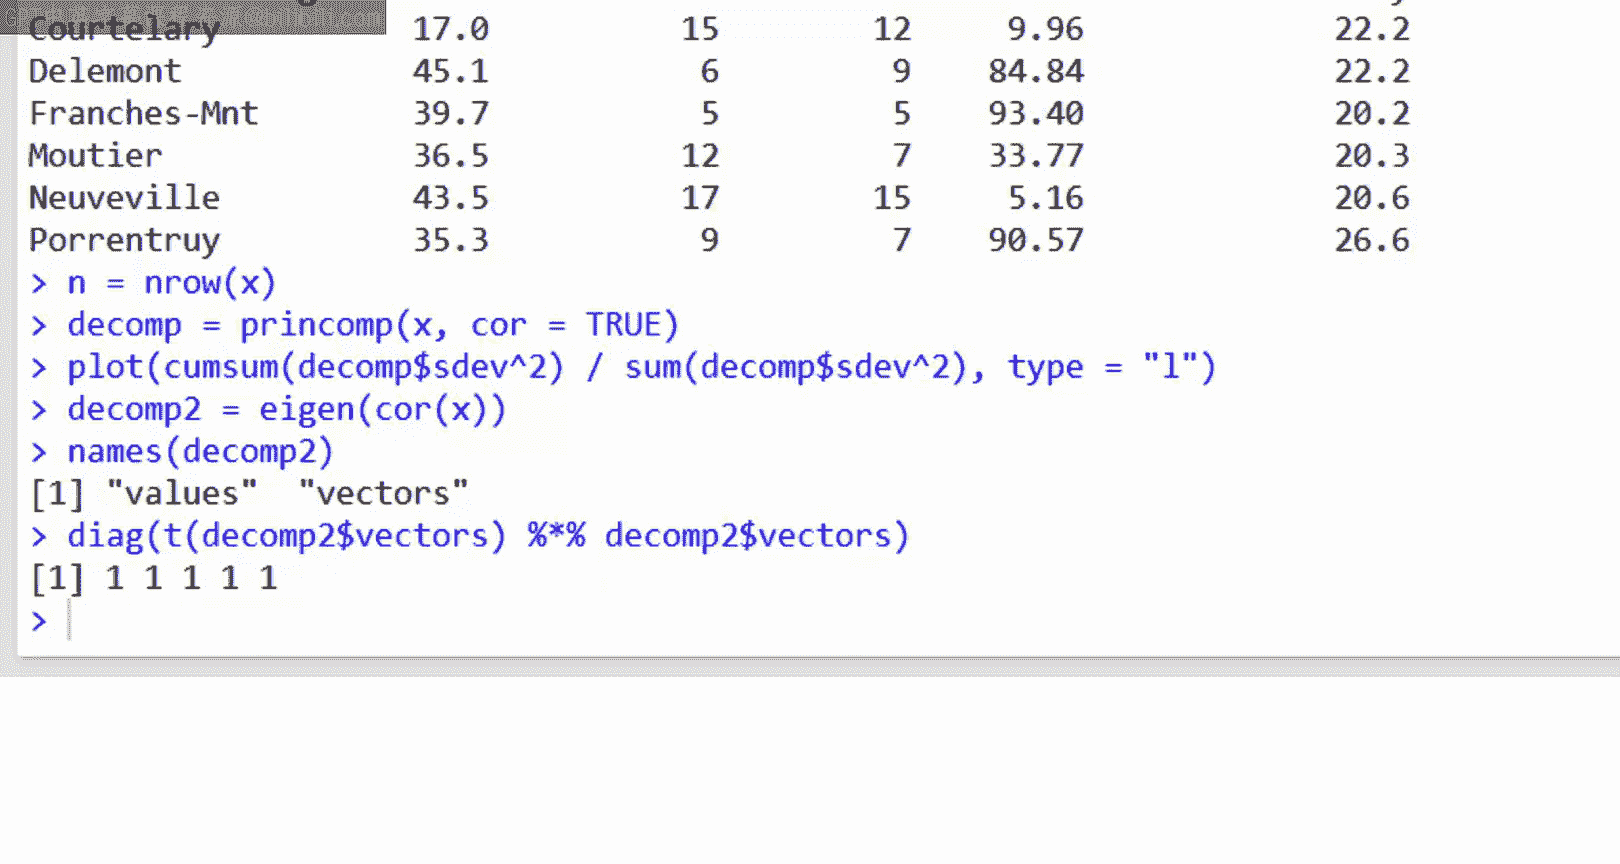 Courtelary 17.0 15 12 9.96 22.2
Delemont 45.1 6 9 84.84 22.2
Franches-Mnt 39.7 5 5 93.40 20.2
Moutier 36.5 12 7 33.77 20.3
Neuveville 43.5 17 15 5.16 20.6
Porrentruy 35.3 9 7 90.57 26.6
> n = nrow(x)
> decomp = princomp(x, cor = TRUE)
> plot(cumsum(decomp$sdev^2) / sum(decomp$sdev^2), type = "l")
> decomp2 = eigen(cor(x))
> names(decomp2)
[1] "values" "vectors"
> diag(t(decomp2$vectors) %*% decomp2$vectors)
[1] 1 1 1 1 1
>